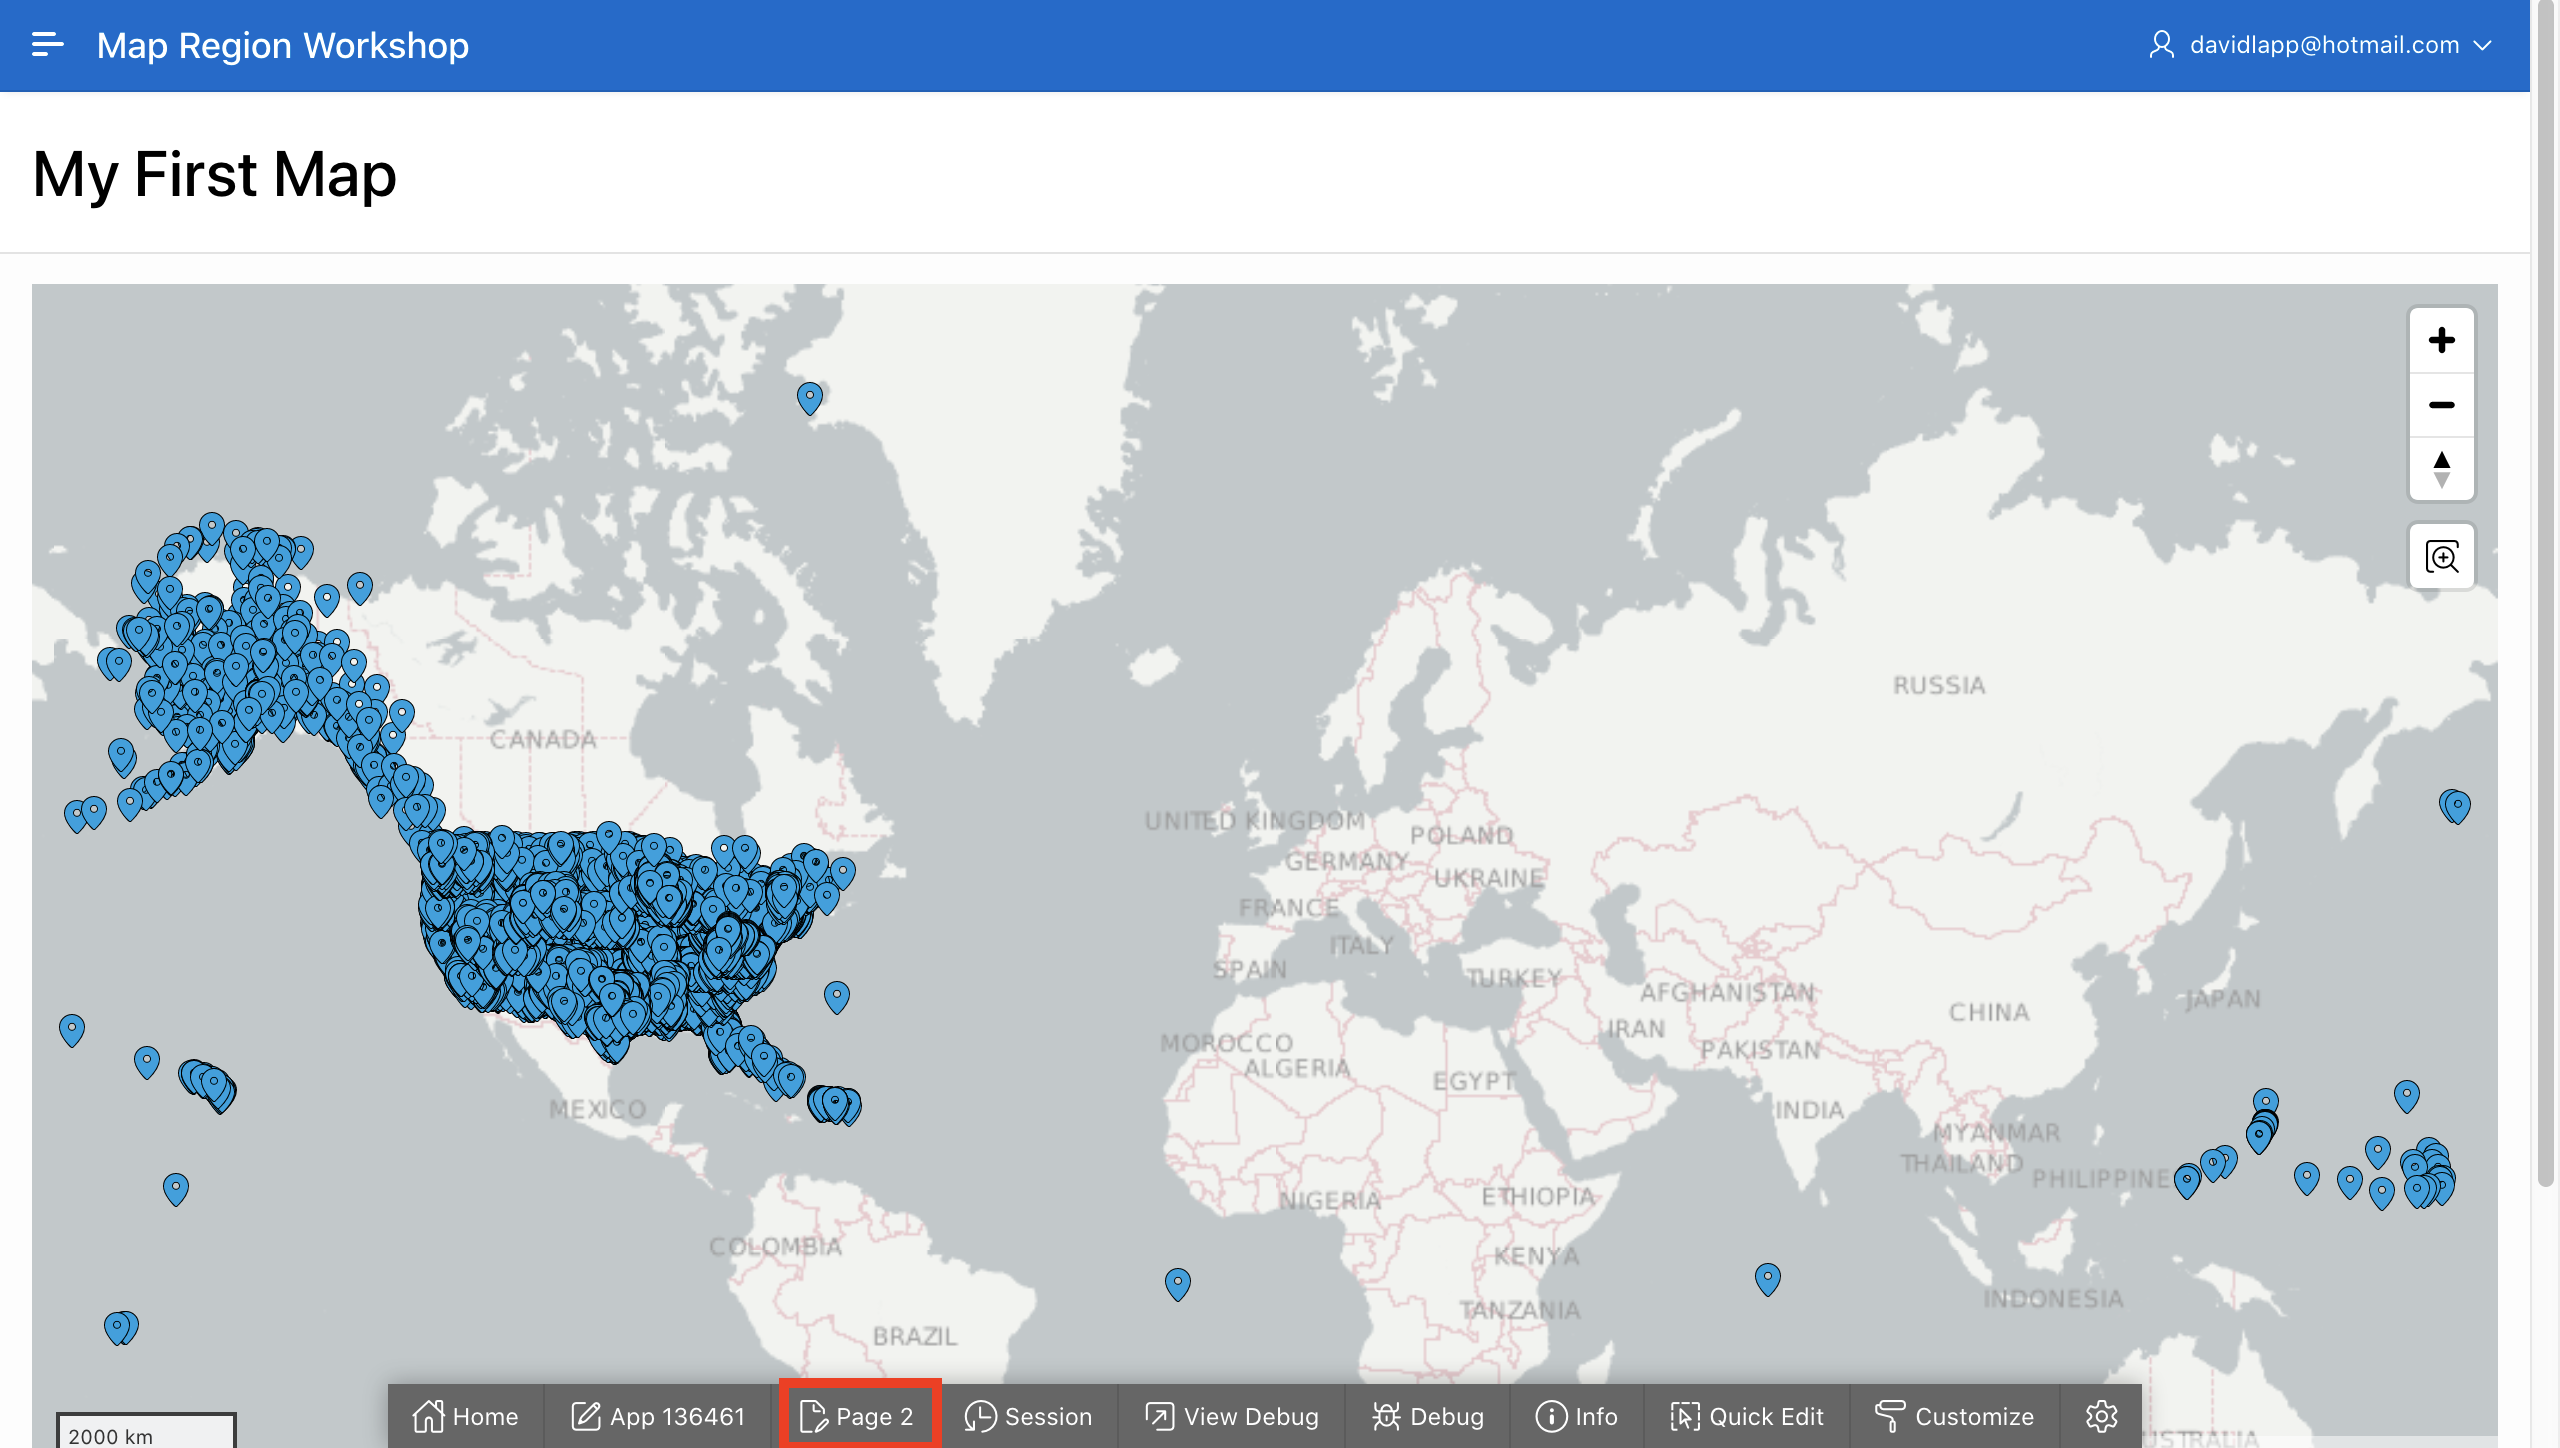 Map Region Workshop
davidlapp@hotmail.com
My First Map
RUSSIA
CANADA
UNITED KINGDOM
POLAND
GERMANY
UKRAINE
FRANCE
ITALY
SPAIN
TURKEY
AFGHANISTAN
JAPAN
CHINA
IRAN
MOROCCO
PAKISTAN
ALGERIA
EGYPT
MEXICO
INDIA
MYANMAR
THAILAND
PHILIPPINE
NIGERIA
ETHIOPIA
COLOMBIA
KENYA
INDONESIA
TANZANIA
BRAZIL
Home
App 136461
Page 2
Session
View Debug
Debug
Info
Quick Edit
Customize
2000 km
USTRALIA